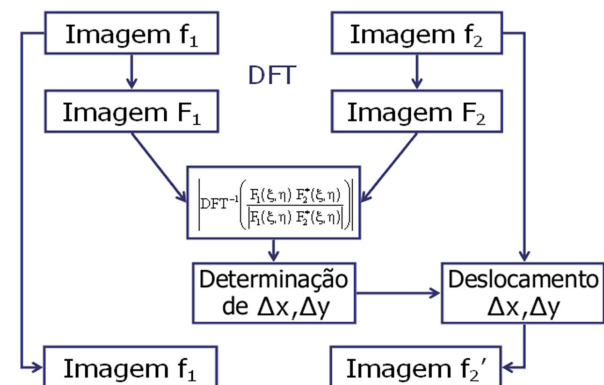 Imagem f₁ Imagem f₂
DFT
Imagem F₁ Imagem F₂
|DFT⁻¹(F₁(ξ,η) F₂*(ξ,η) / |F₁(ξ,η) F₂*(ξ,η)|)|
Determinação Deslocamento
de Δx,Δy Δx,Δy
Imagem f₁ Imagem f₂′